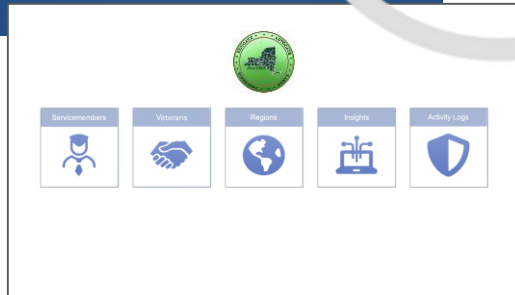 Servicemembers
Veterans
Regions
Insights
Activity Logs